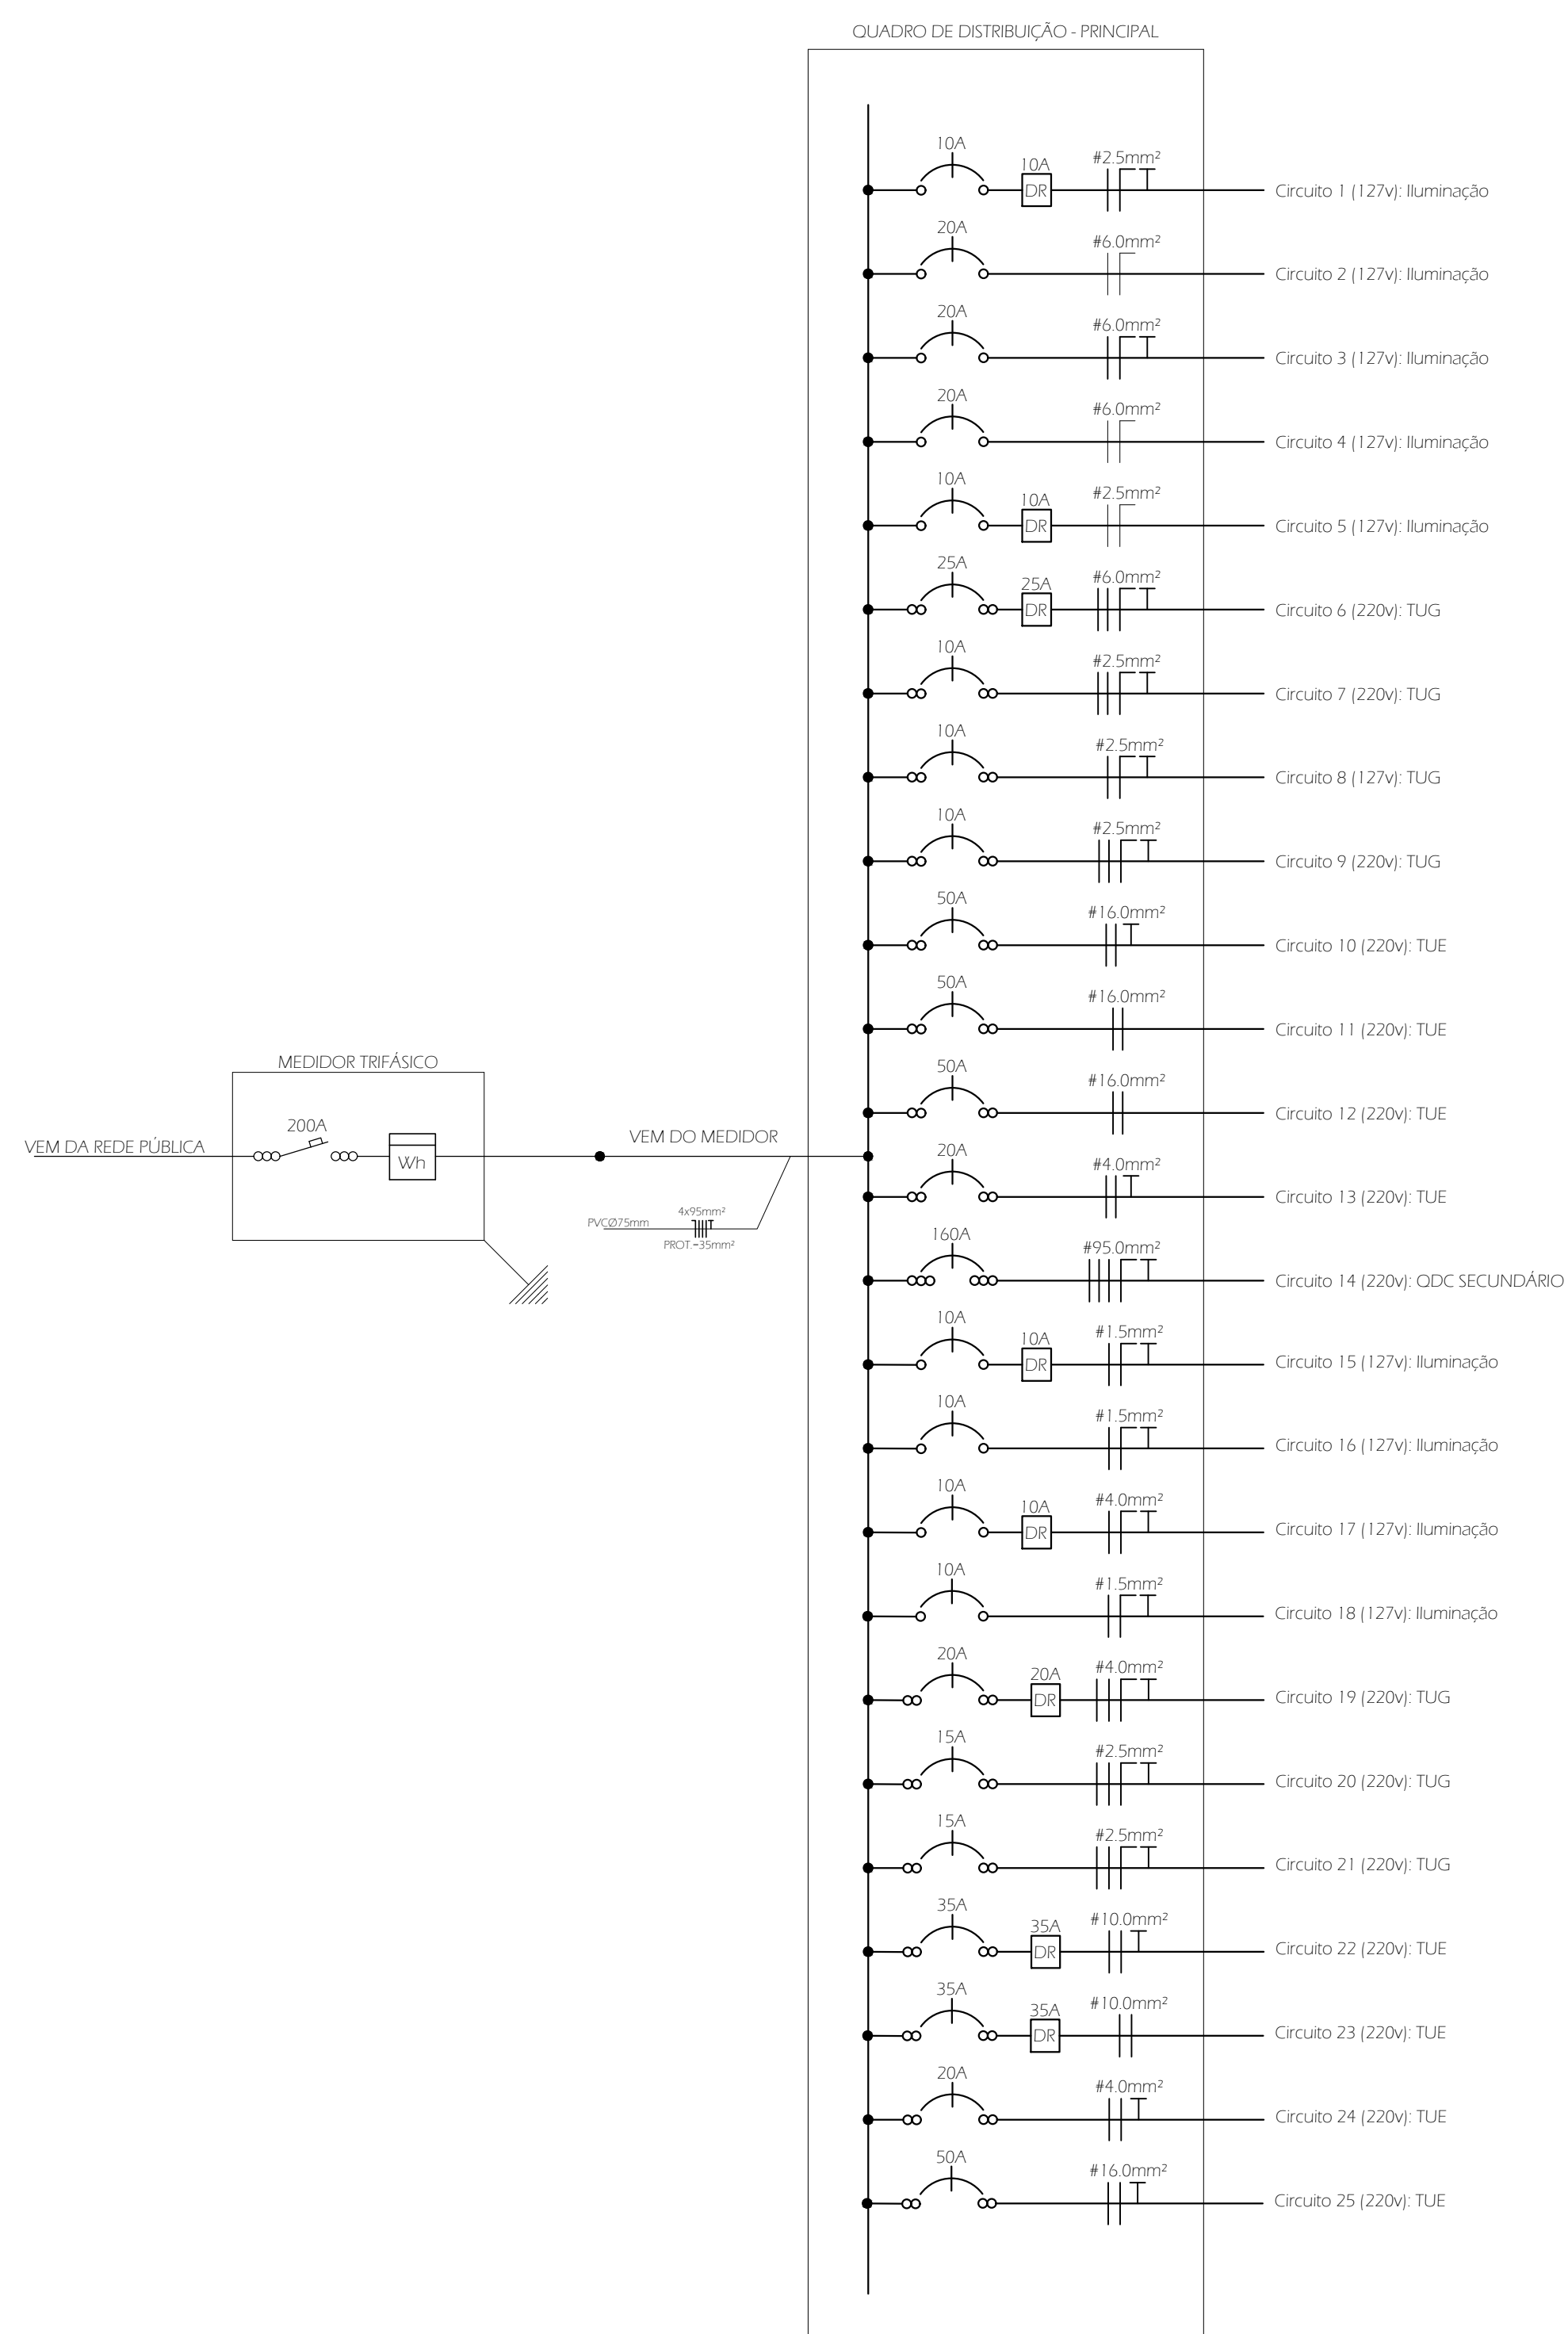 QUADRO DE DISTRIBUIÇÃO - PRINCIPAL
10A
10A
DR
#2.5mm²
Circuito 1 (127v): Iluminação
20A
#6.0mm²
Circuito 2 (127v): Iluminação
20A
#6.0mm²
Circuito 3 (127v): Iluminação
20A
#6.0mm²
Circuito 4 (127v): Iluminação
10A
10A
DR
#2.5mm²
Circuito 5 (127v): Iluminação
25A
25A
DR
#6.0mm²
Circuito 6 (220v): TUG
10A
#2.5mm²
Circuito 7 (220v): TUG
10A
#2.5mm²
Circuito 8 (127v): TUG
10A
#2.5mm²
Circuito 9 (220v): TUG
50A
#16.0mm²
Circuito 10 (220v): TUE
50A
#16.0mm²
Circuito 11 (220v): TUE
50A
#16.0mm²
Circuito 12 (220v): TUE
MEDIDOR TRIFÁSICO
200A
VEM DA REDE PÚBLICA
Wh
VEM DO MEDIDOR
PVCØ75mm
4x95mm²
PROT.=35mm²
20A
#4.0mm²
Circuito 13 (220v): TUE
160A
#95.0mm²
Circuito 14 (220v): QDC SECUNDÁRIO
10A
10A
DR
#1.5mm²
Circuito 15 (127v): Iluminação
10A
#1.5mm²
Circuito 16 (127v): Iluminação
10A
10A
DR
#4.0mm²
Circuito 17 (127v): Iluminação
10A
#1.5mm²
Circuito 18 (127v): Iluminação
20A
20A
DR
#4.0mm²
Circuito 19 (220v): TUG
15A
#2.5mm²
Circuito 20 (220v): TUG
15A
#2.5mm²
Circuito 21 (220v): TUG
35A
35A
DR
#10.0mm²
Circuito 22 (220v): TUE
35A
35A
DR
#10.0mm²
Circuito 23 (220v): TUE
20A
#4.0mm²
Circuito 24 (220v): TUE
50A
#16.0mm²
Circuito 25 (220v): TUE